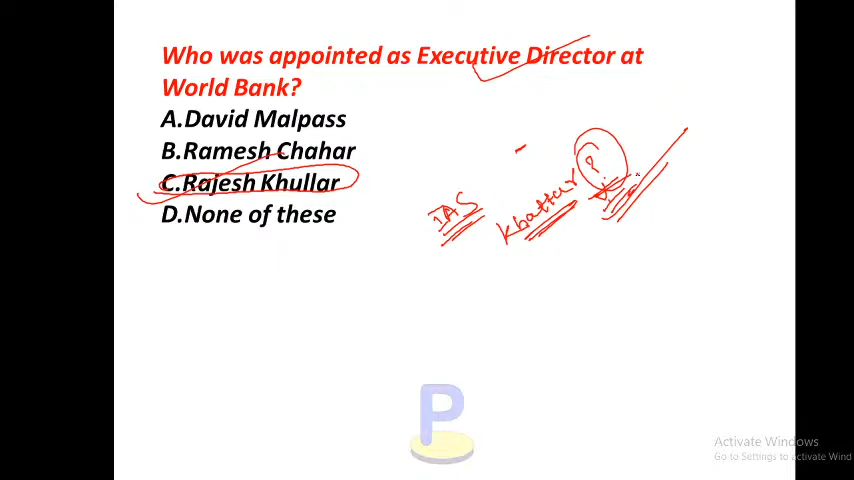 Who was appointed as Executive Director at
World Bank?
A.David Malpass
B.Ramesh Chahar
C.Rajesh Khullar
D.None of these
IAS
Khattar ?
P
Activate Windows
Go to Settings to activate Wind